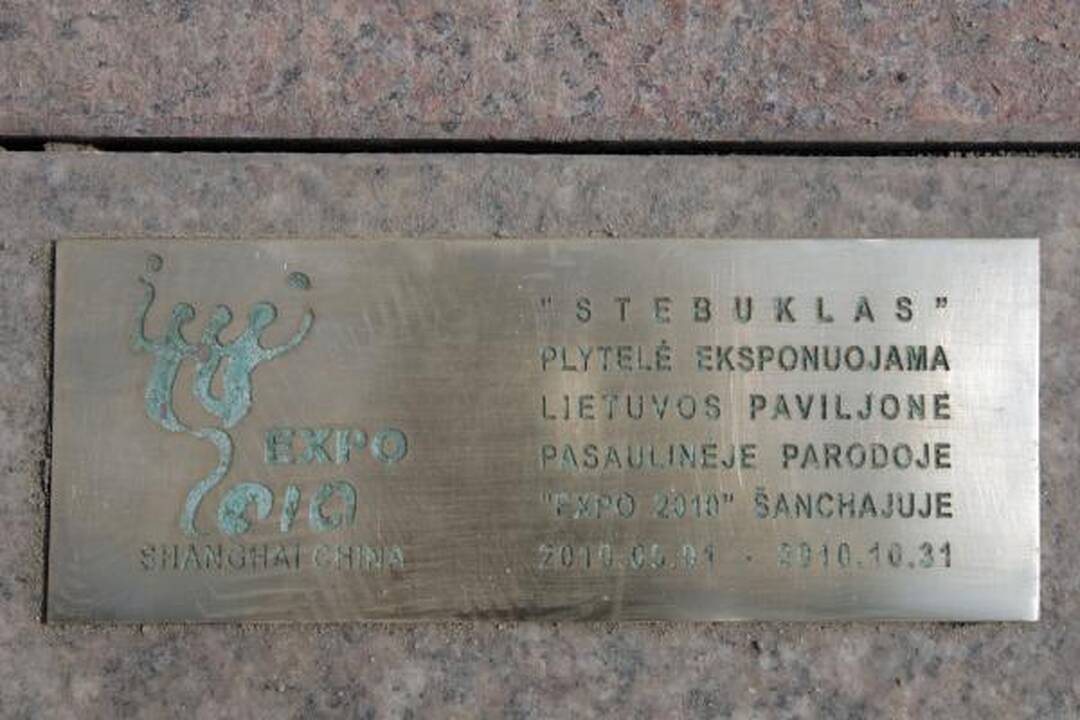 EXPO
2010
SHANGHAI CHINA
"STEBUKLAS"
PLYTELĖ EKSPONUOJAMA
LIETUVOS PAVILJONE
PASAULINĖJE PARODOJE
"EXPO 2010" ŠANCHAJUJE
2010.05.01 - 2010.10.31